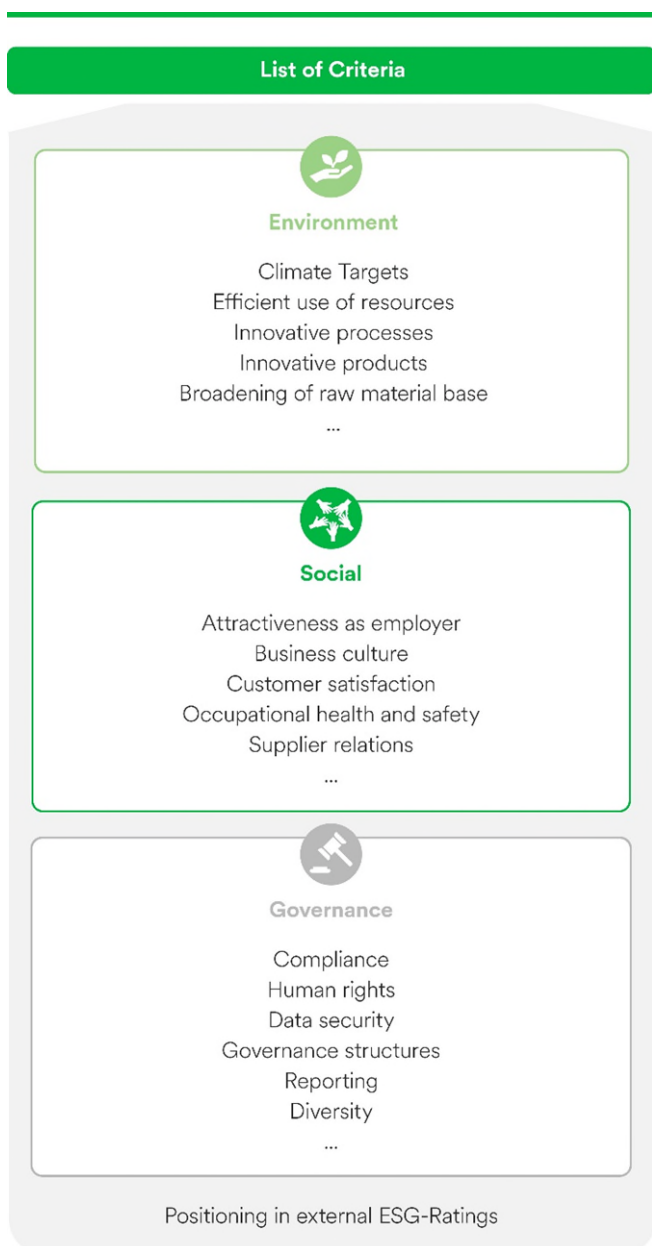 List of Criteria
Environment
Climate Targets
Efficient use of resources
Innovative processes
Innovative products
Broadening of raw material base
...
Social
Attractiveness as employer
Business culture
Customer satisfaction
Occupational health and safety
Supplier relations
...
Governance
Compliance
Human rights
Data security
Governance structures
Reporting
Diversity
...
Positioning in external ESG-Ratings